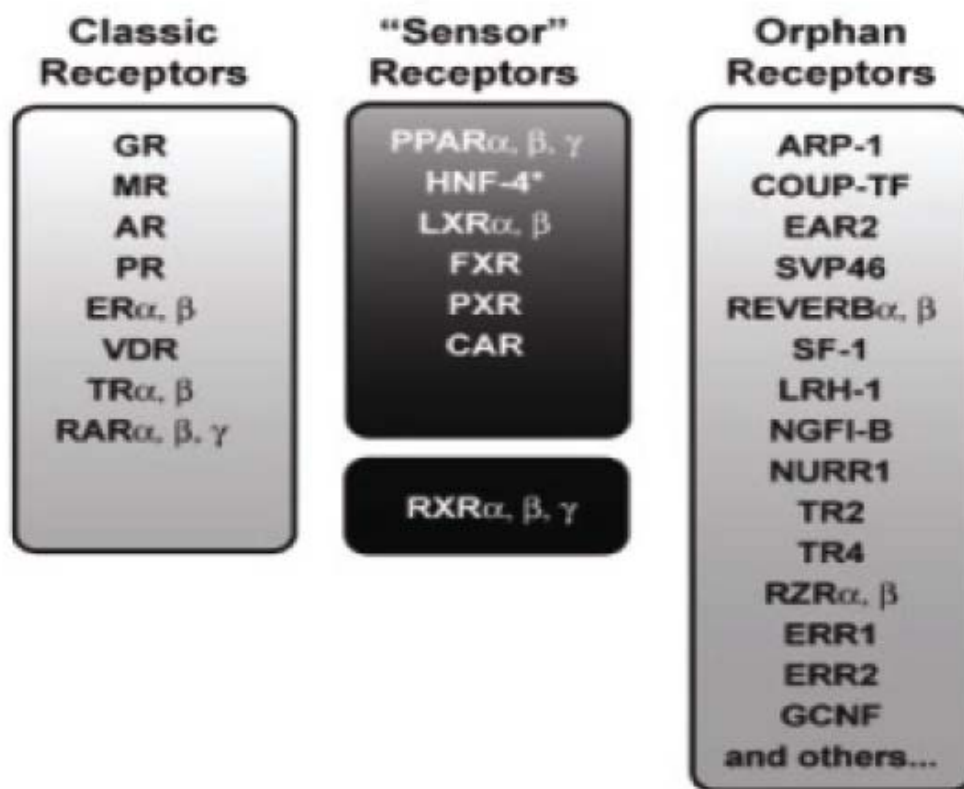 Classic
Receptors
GR
MR
AR
PR
ERα, β
VDR
TRα, β
RARα, β, γ
“Sensor”
Receptors
PPARα, β, γ
HNF-4*
LXRα, β
FXR
PXR
CAR
RXRα, β, γ
Orphan
Receptors
ARP-1
COUP-TF
EAR2
SVP46
REVERBα, β
SF-1
LRH-1
NGFI-B
NURR1
TR2
TR4
RZRα, β
ERR1
ERR2
GCNF
and others...